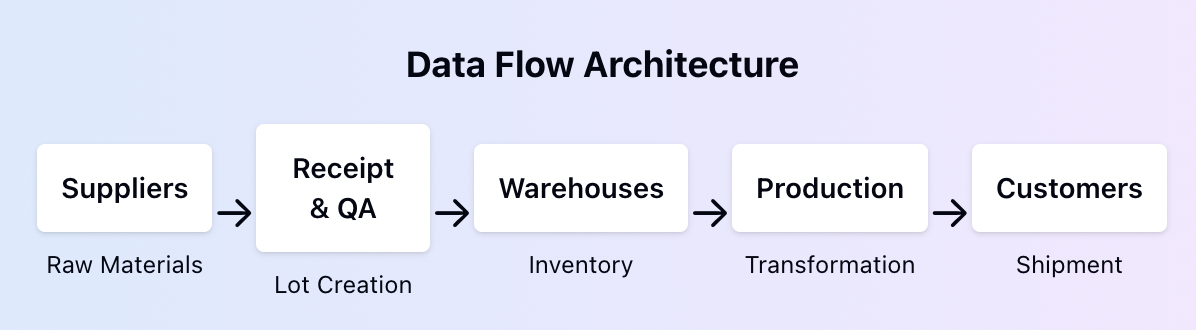 Data Flow Architecture
Suppliers
Raw Materials
Receipt
& QA
Lot Creation
Warehouses
Inventory
Production
Transformation
Customers
Shipment